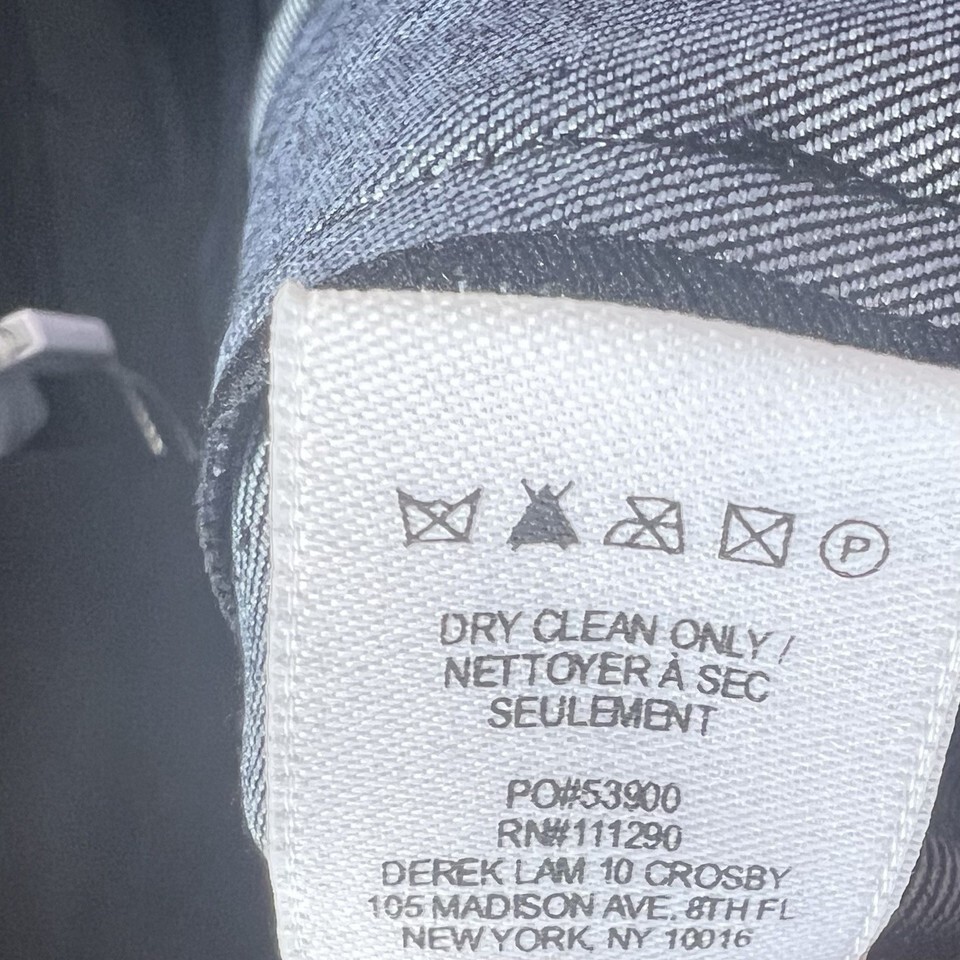 P
DRY CLEAN ONLY /
NETTOYER À SEC
SEULEMENT
PO#53900
RN#111290
DEREK LAM 10 CROSBY
105 MADISON AVE. 8TH FL
NEW YORK, NY 10016